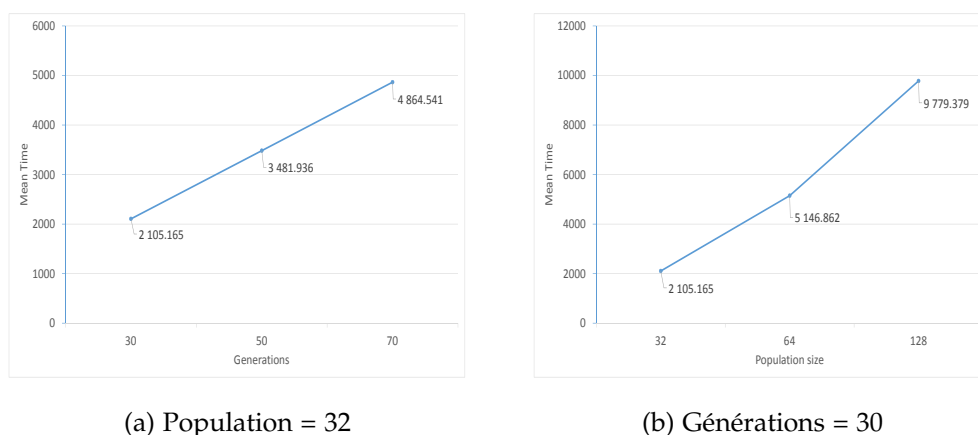 6000
5000
4000
3000
2000
1000
0
Mean Time
4 864.541
3 481.936
2 105.165
30 50 70
Generations
(a) Population = 32
12000
10000
8000
6000
4000
2000
0
Mean Time
9 779.379
5 146.862
2 105.165
32 64 128
Population size
(b) Générations = 30